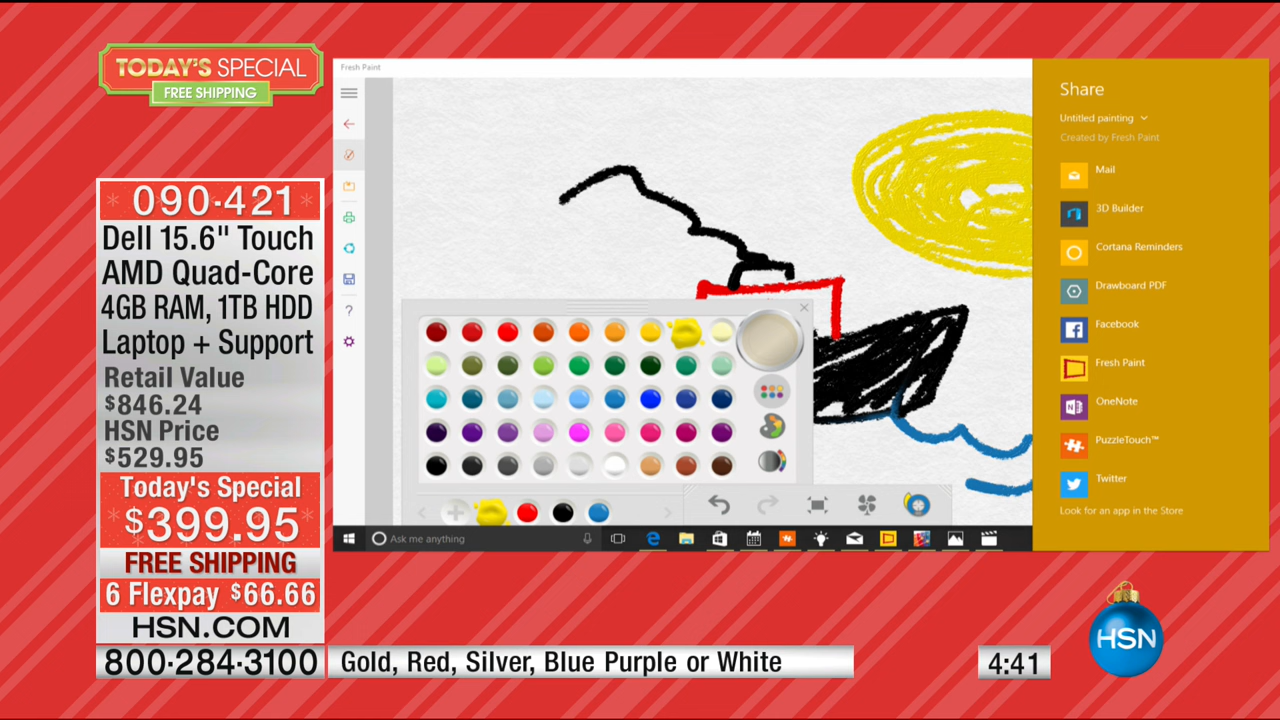 TODAY'S SPECIAL
FREE SHIPPING
090-421
Dell 15.6" Touch
AMD Quad-Core
4GB RAM, 1TB HDD
Laptop + Support
Retail Value
$846.24
HSN Price
$529.95
Today's Special
$399.95
FREE SHIPPING
6 Flexpay $66.66
HSN.COM
800-284-3100
Fresh Paint
?
Ask me anything
Share
Untitled painting
Created by Fresh Paint
Mail
3D Builder
Cortana Reminders
Drawboard PDF
Facebook
Fresh Paint
OneNote
PuzzleTouch™
Twitter
Look for an app in the Store
Gold, Red, Silver, Blue Purple or White
4:41
HSN